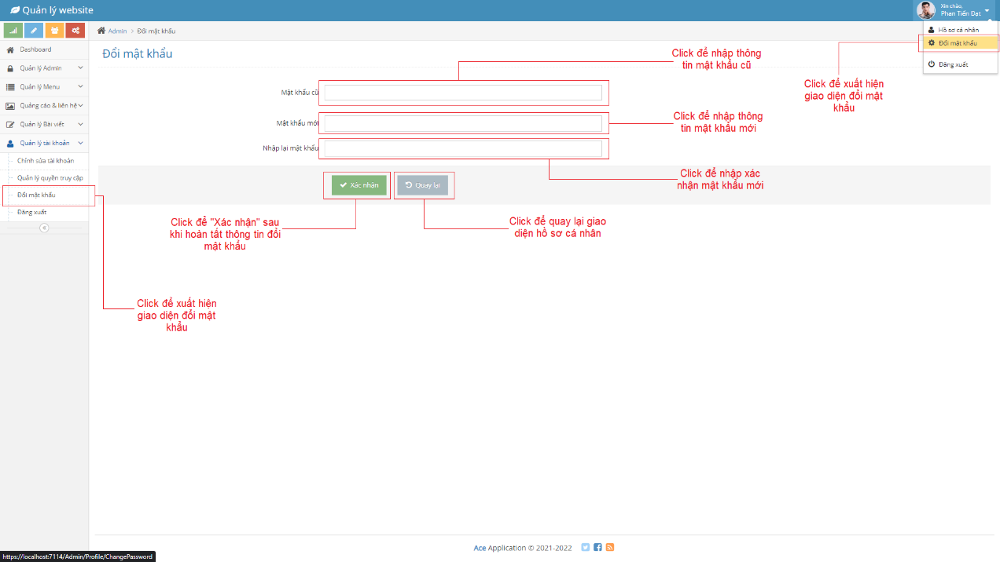 Quản lý website
Xin chào,
Phan Tiến Đạt
Hồ sơ cá nhân
Đổi mật khẩu
Đăng xuất
Admin > Đổi mật khẩu
Dashboard
Quản lý Admin
Quản lý Menu
Quảng cáo & liên hệ
Quản lý Bài viết
Quản lý tài khoản
Chỉnh sửa tài khoản
Quản lý quyền truy cập
Đổi mật khẩu
Đăng xuất
Đổi mật khẩu
Mật khẩu cũ
Mật khẩu mới
Nhập lại mật khẩu
Xác nhận
Quay lại
Click để nhập thông
tin mật khẩu cũ
Click để xuất hiện
giao diện đổi mật
khẩu
Click để nhập thông
tin mật khẩu mới
Click để nhập xác
nhận mật khẩu mới
Click để "Xác nhận" sau
khi hoàn tất thông tin đổi
mật khẩu
Click để quay lại giao
diện hồ sơ cá nhân
Click để xuất hiện
giao diện đổi mật
khẩu
Ace Application © 2021-2022
https://localhost:7114/Admin/Profile/ChangePassword